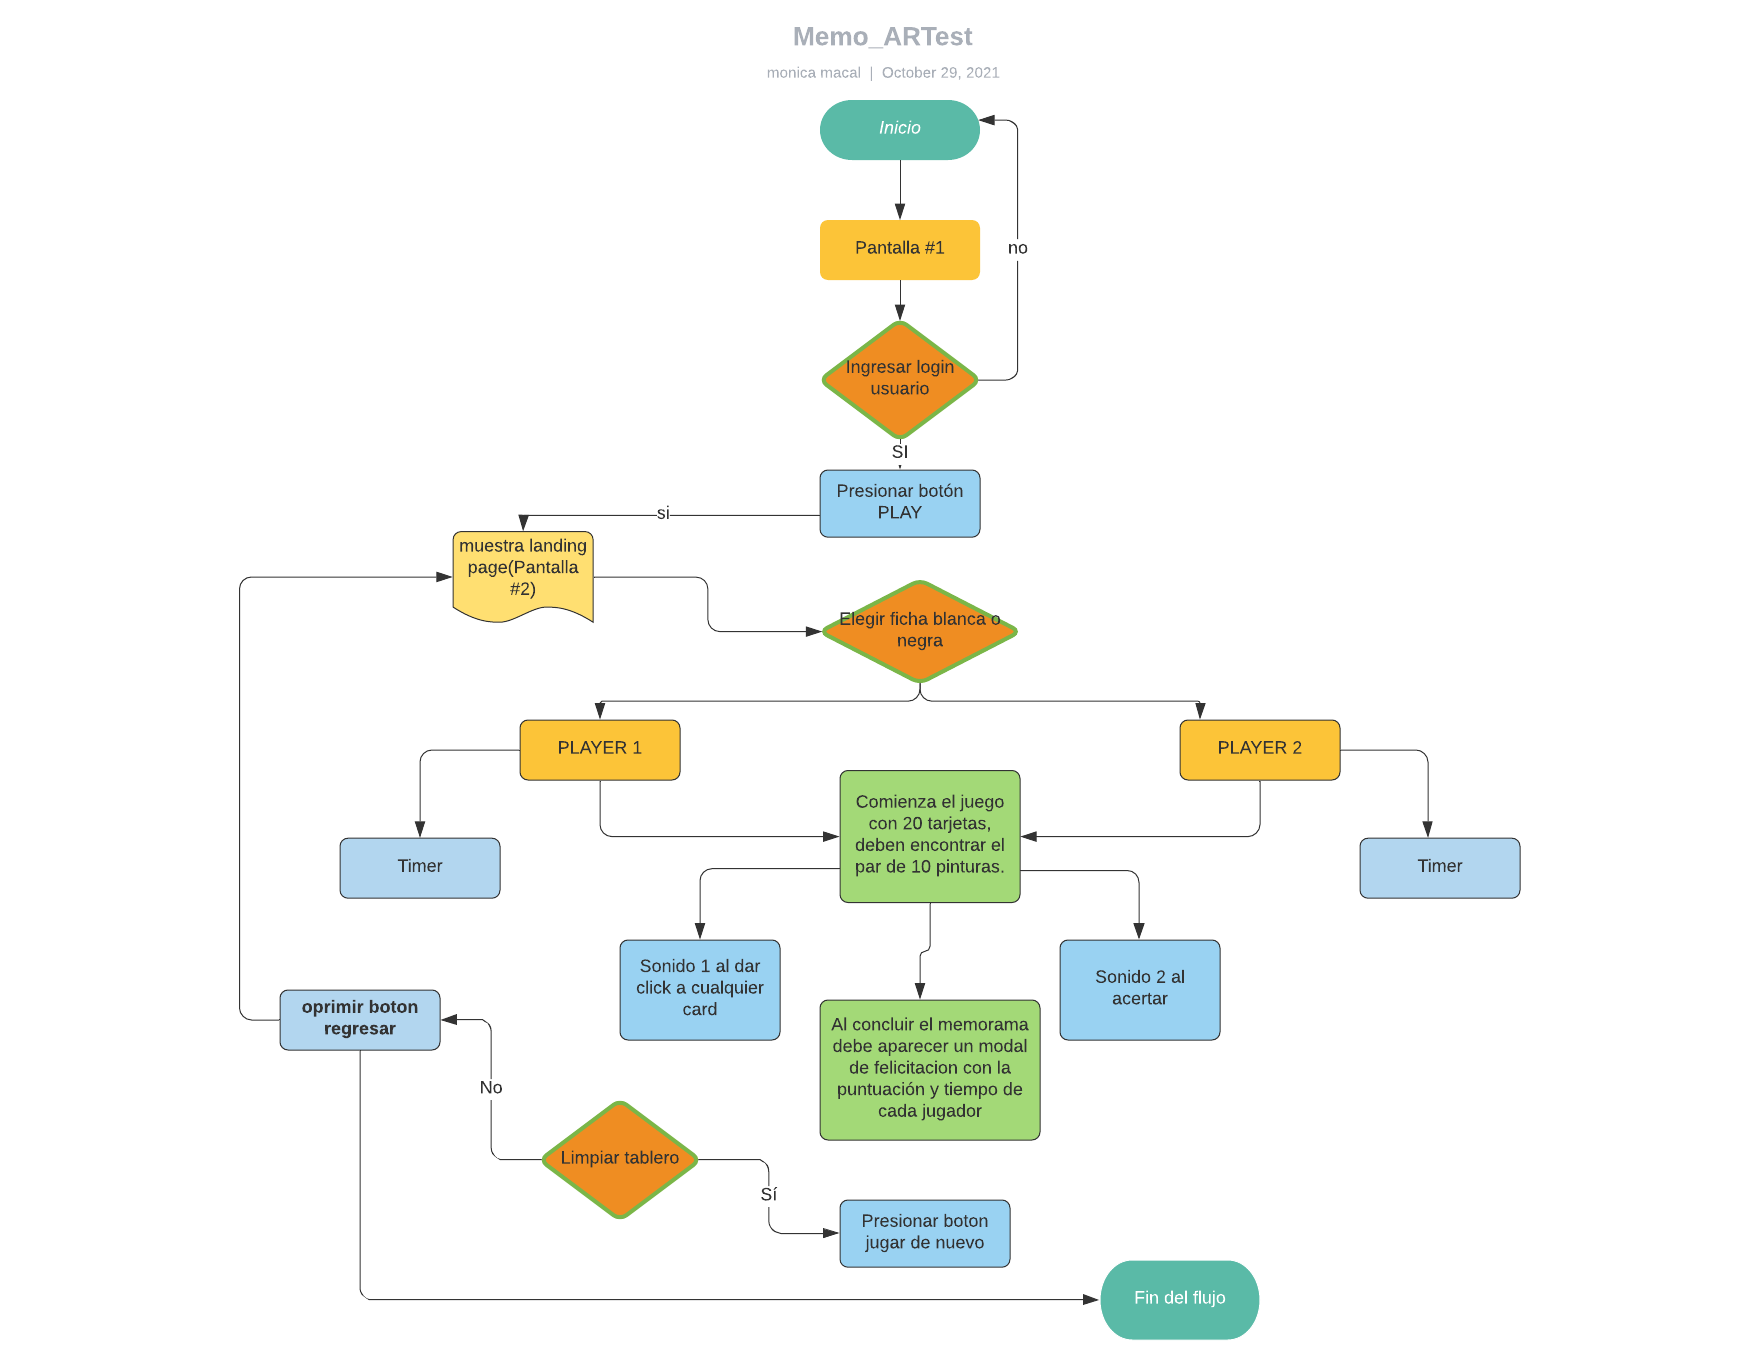 Memo_ARTest
monica macal | October 29, 2021
Inicio
Pantalla #1
no
Ingresar login
usuario
SI
Presionar botón
PLAY
si
muestra landing
page(Pantalla
#2)
Elegir ficha blanca o
negra
PLAYER 1
PLAYER 2
Comienza el juego
con 20 tarjetas,
deben encontrar el
par de 10 pinturas.
Timer
Timer
Sonido 1 al dar
click a cualquier
card
Sonido 2 al
acertar
oprimir boton
regresar
Al concluir el memorama
debe aparecer un modal
de felicitacion con la
puntuación y tiempo de
cada jugador
No
Limpiar tablero
Sí
Presionar boton
jugar de nuevo
Fin del flujo